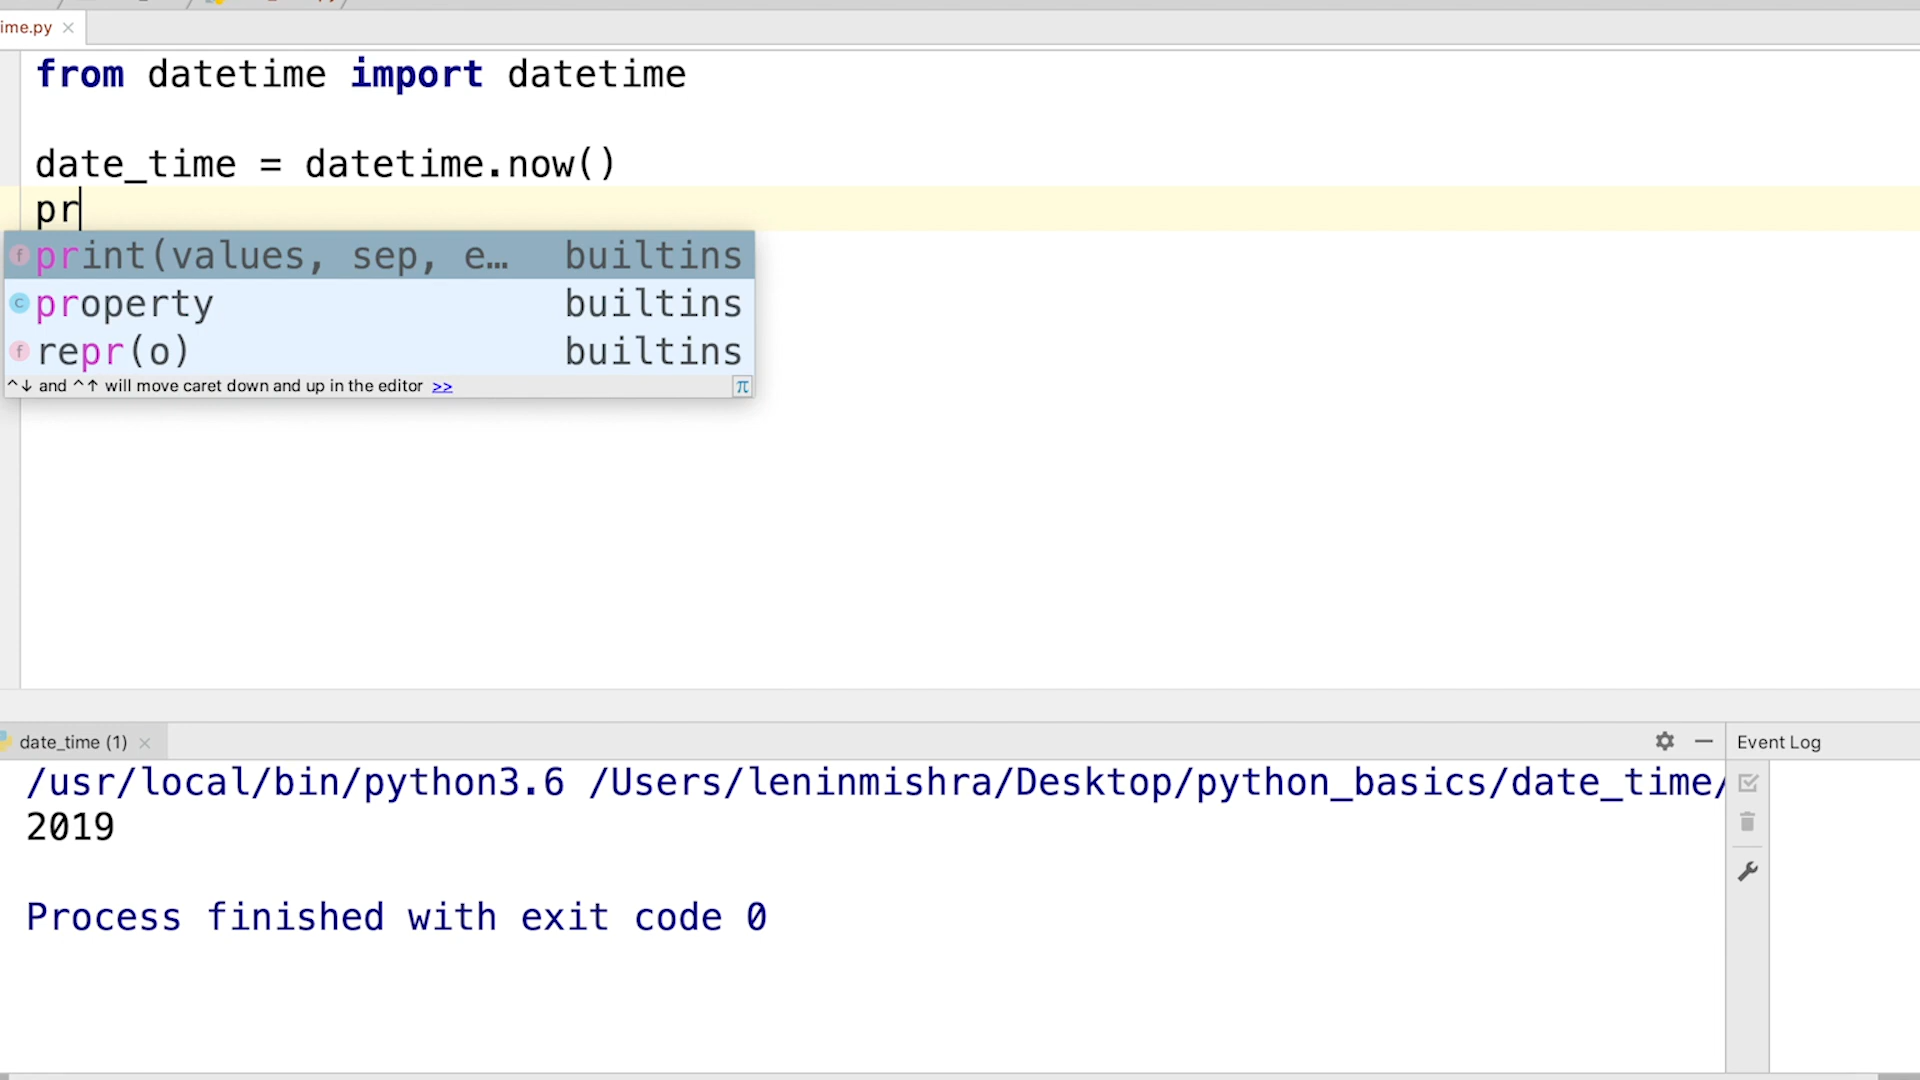 ime.py
from datetime import datetime
date_time = datetime.now()
pr
f print(values, sep, e… builtins
c property builtins
f repr(o) builtins
^↓ and ^↑ will move caret down and up in the editor >> π
date_time (1)
Event Log
/usr/local/bin/python3.6 /Users/leninmishra/Desktop/python_basics/date_time/
2019
Process finished with exit code 0